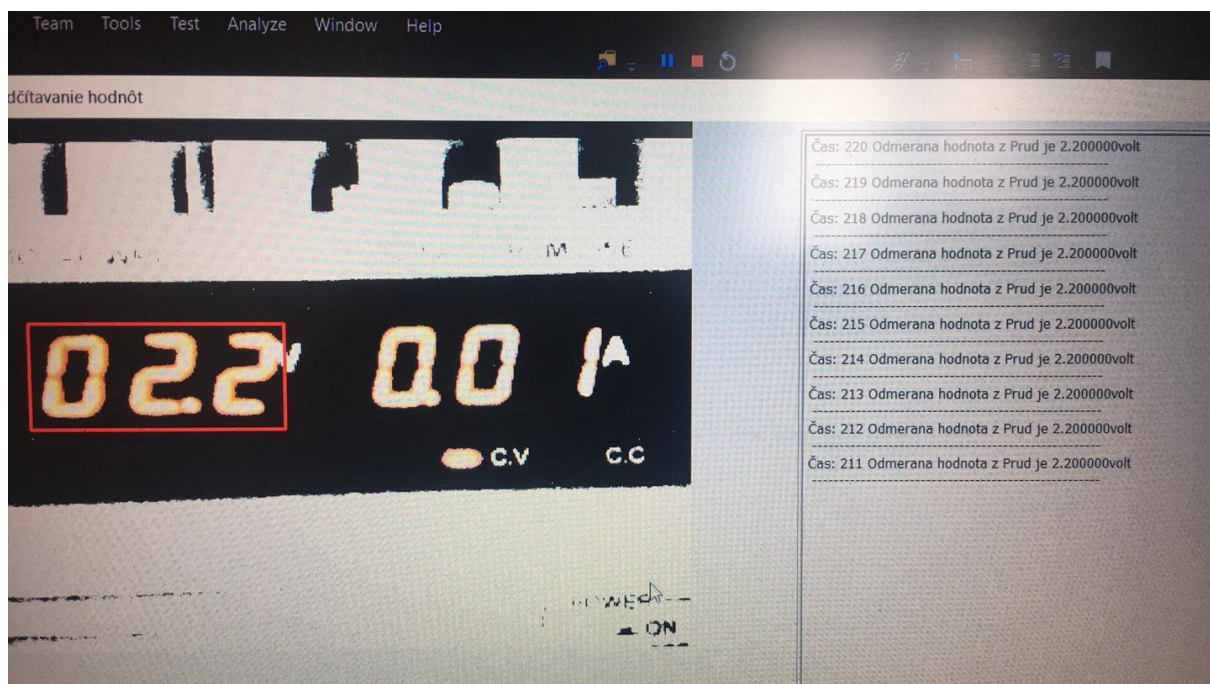 Team Tools Test Analyze Window Help
dčítavanie hodnôt
Čas: 220 Odmerana hodnota z Prud je 2.200000volt
Čas: 219 Odmerana hodnota z Prud je 2.200000volt
Čas: 218 Odmerana hodnota z Prud je 2.200000volt
Čas: 217 Odmerana hodnota z Prud je 2.200000volt
Čas: 216 Odmerana hodnota z Prud je 2.200000volt
Čas: 215 Odmerana hodnota z Prud je 2.200000volt
Čas: 214 Odmerana hodnota z Prud je 2.200000volt
Čas: 213 Odmerana hodnota z Prud je 2.200000volt
Čas: 212 Odmerana hodnota z Prud je 2.200000volt
Čas: 211 Odmerana hodnota z Prud je 2.200000volt
02.2 V 0.01 A
C.V C.C
ON